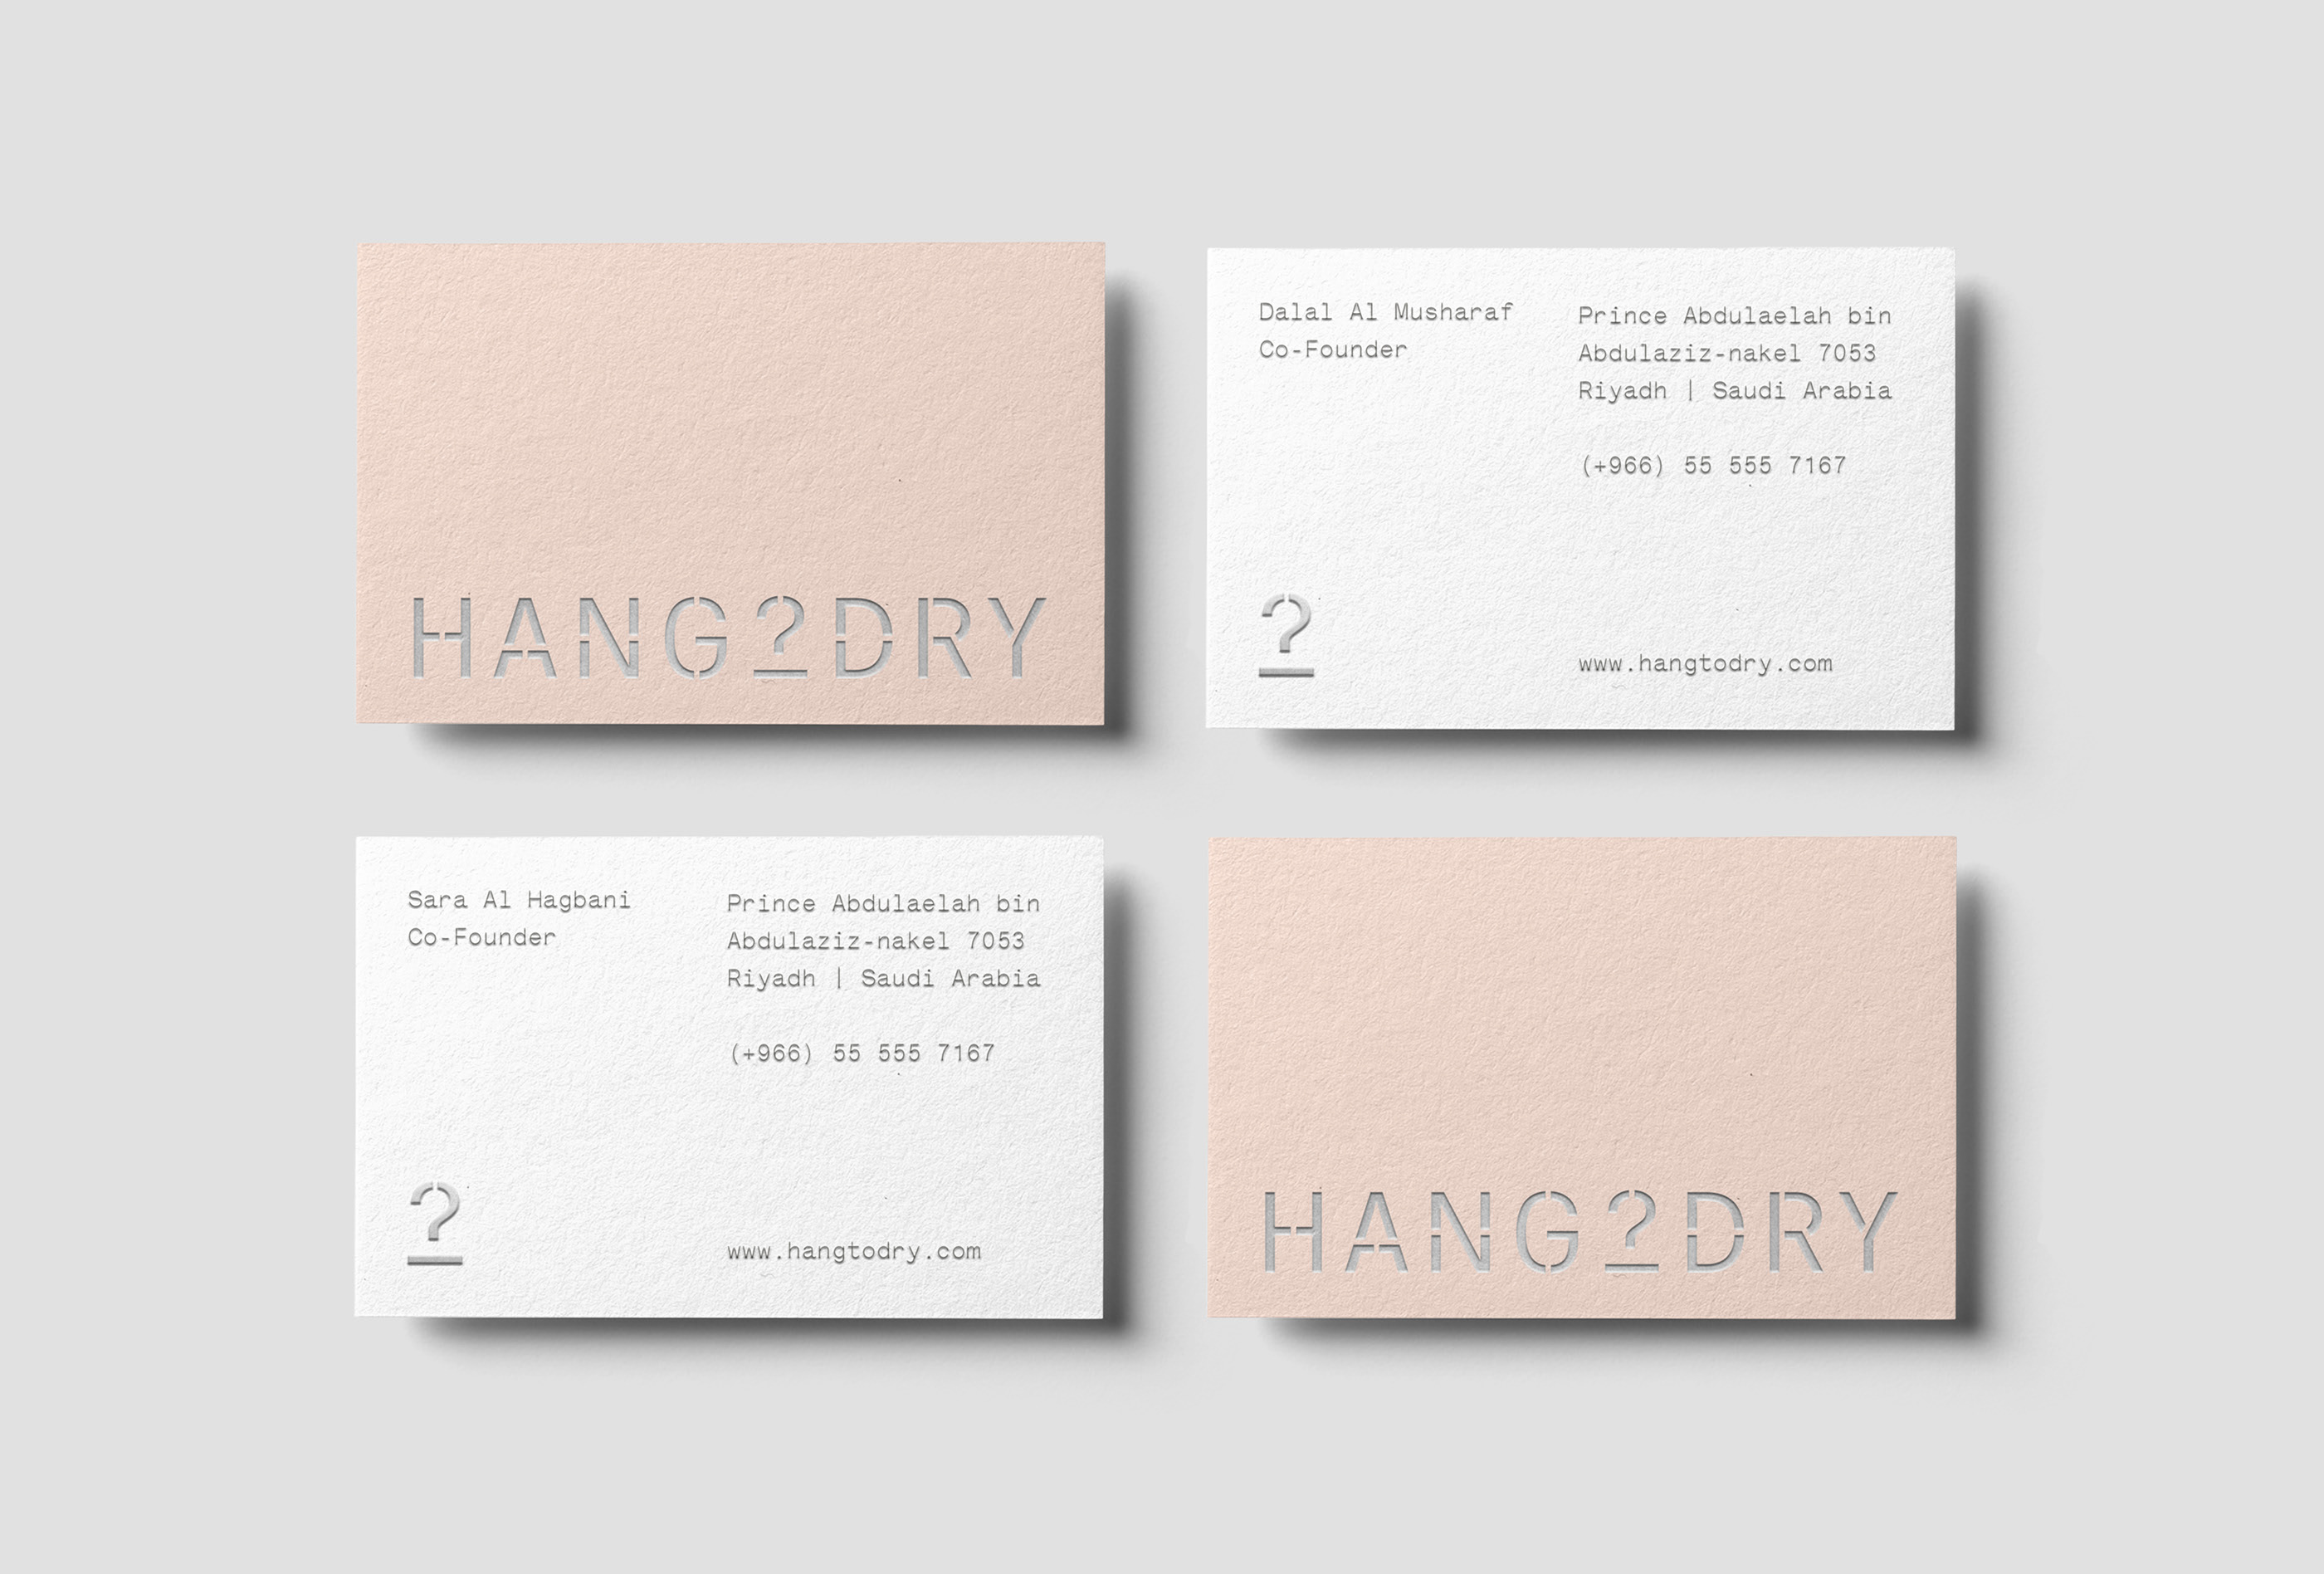 HANG2DRY
Dalal Al Musharaf
Co-Founder
Prince Abdulaelah bin
Abdulaziz-nakel 7053
Riyadh | Saudi Arabia
(+966) 55 555 7167
2
www.hangtodry.com
Sara Al Hagbani
Co-Founder
Prince Abdulaelah bin
Abdulaziz-nakel 7053
Riyadh | Saudi Arabia
(+966) 55 555 7167
2
www.hangtodry.com
HANG2DRY